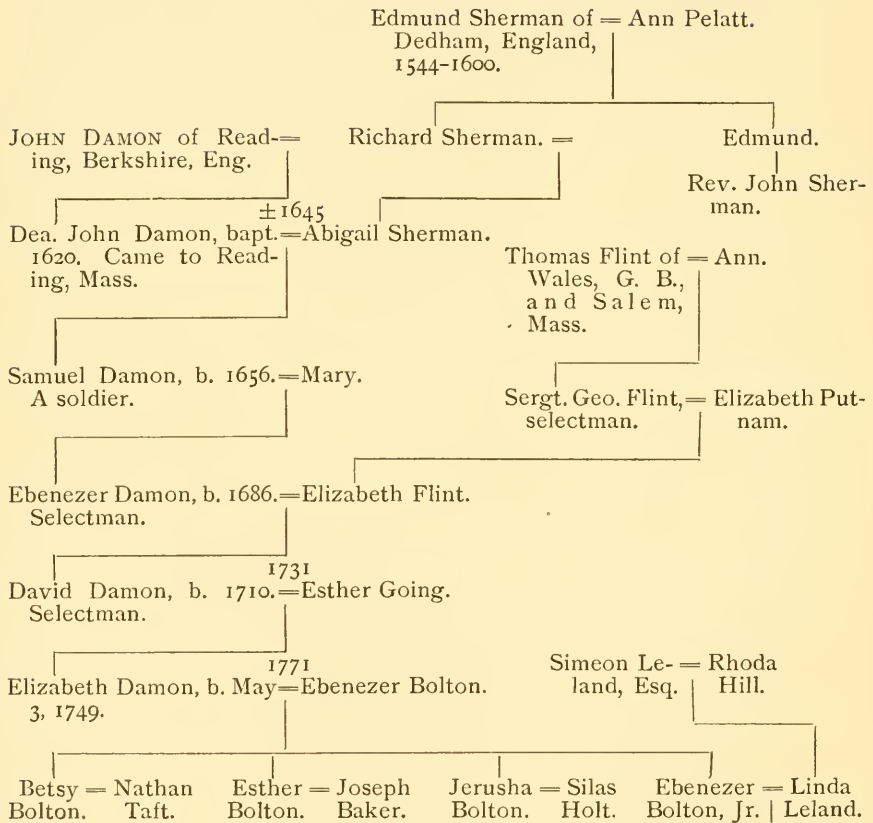 Edmund Sherman of = Ann Pelatt.
Dedham, England,
1544-1600.
JOHN DAMON of Read-=
ing, Berkshire, Eng.
Richard Sherman. =
Edmund.
Rev. John Sher-
man.
±1645
Dea. John Damon, bapt.=Abigail Sherman.
1620. Came to Read-
ing, Mass.
Thomas Flint of = Ann.
Wales, G. B.,
and Salem,
Mass.
Samuel Damon, b. 1656.=Mary.
A soldier.
Sergt. Geo. Flint,= Elizabeth Put-
selectman. nam.
Ebenezer Damon, b. 1686.=Elizabeth Flint.
Selectman.
1731
David Damon, b. 1710.=Esther Going.
Selectman.
1771
Elizabeth Damon, b. May=Ebenezer Bolton.
3, 1749.
Simeon Le- = Rhoda
land, Esq. Hill.
Betsy = Nathan
Bolton. Taft.
Esther = Joseph
Bolton. Baker.
Jerusha = Silas
Bolton. Holt.
Ebenezer = Linda
Bolton, Jr. | Leland.